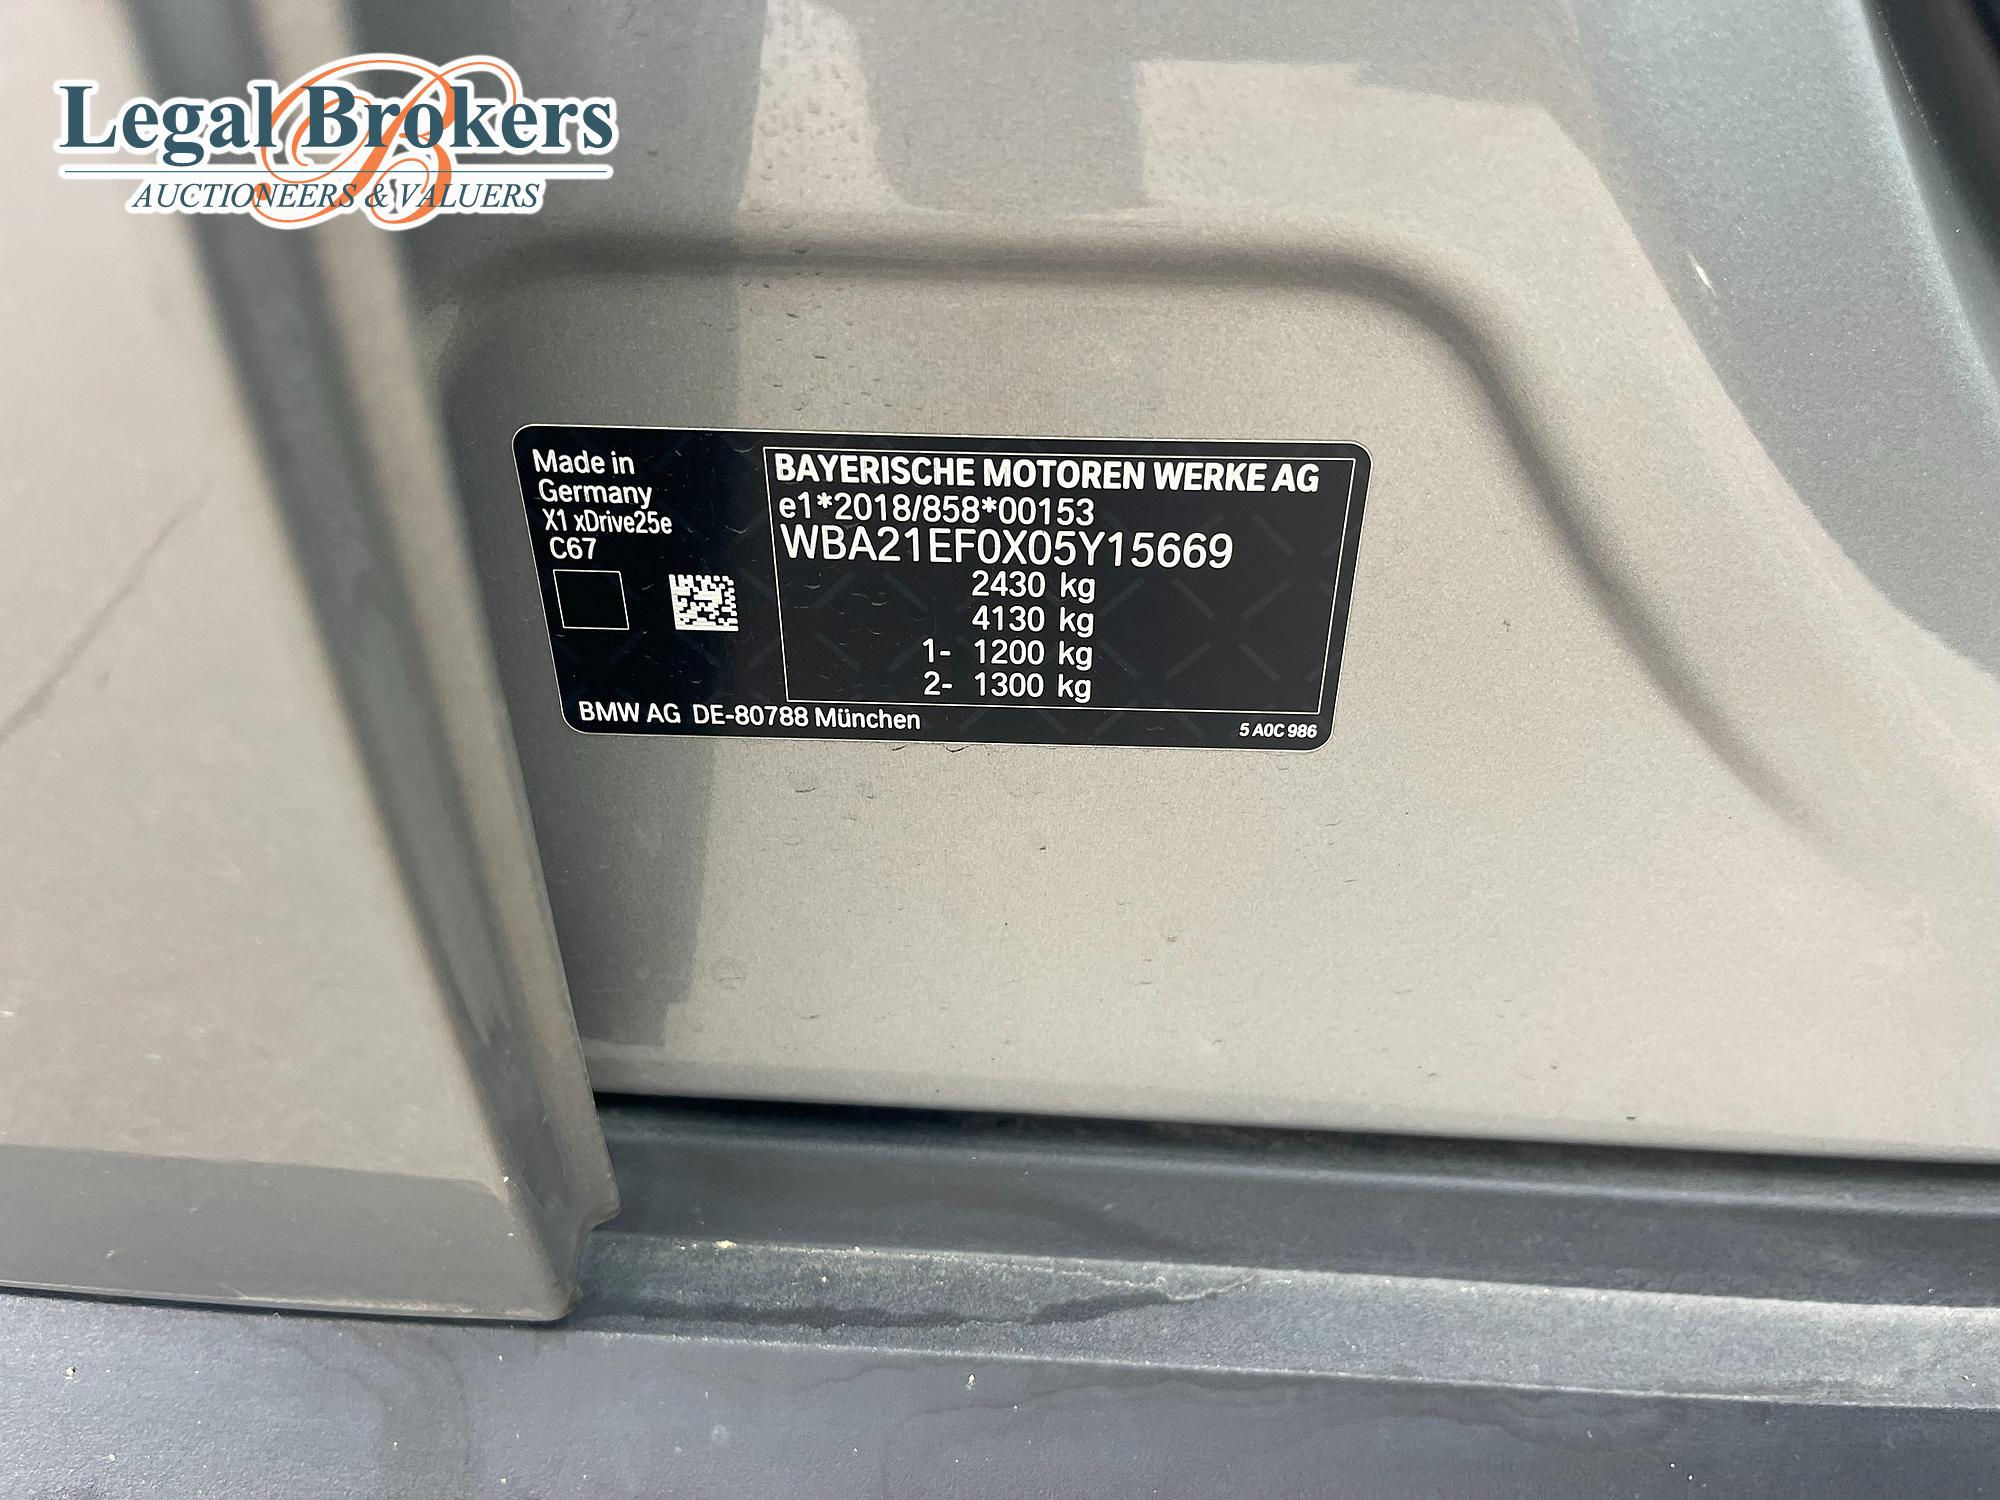 Legal Brokers
AUCTIONEERS & VALUERS
Made in
Germany
X1 xDrive25e
C67
BAYERISCHE MOTOREN WERKE AG
e1*2018/858*00153
WBA21EF0X05Y15669
2430 kg
4130 kg
1- 1200 kg
2- 1300 kg
BMW AG DE-80788 München
5 A0C 986